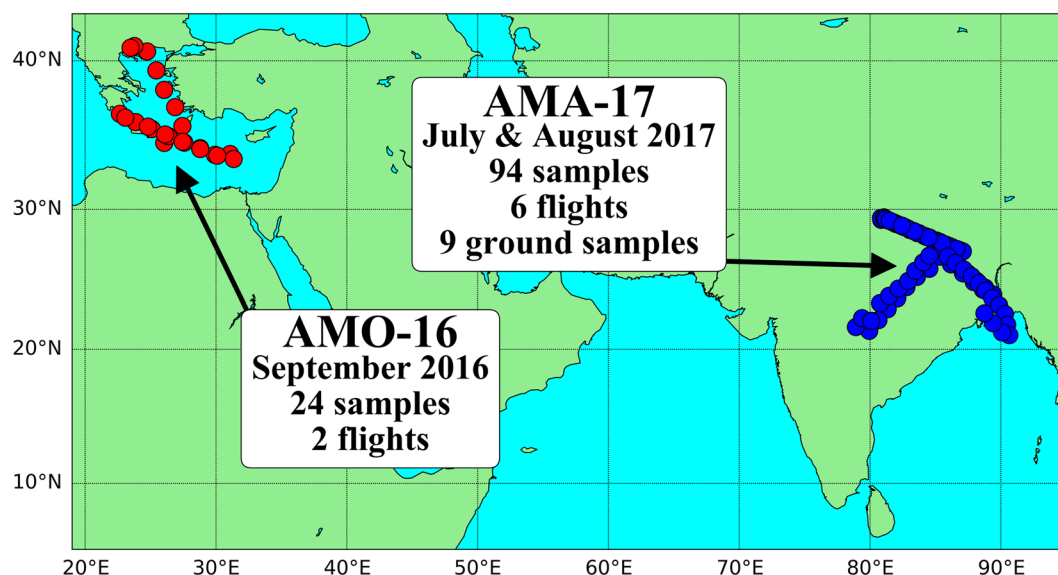 40°N
30°N
20°N
10°N
AMA-17
July & August 2017
94 samples
6 flights
9 ground samples
AMO-16
September 2016
24 samples
2 flights
20°E
30°E
40°E
50°E
60°E
70°E
80°E
90°E